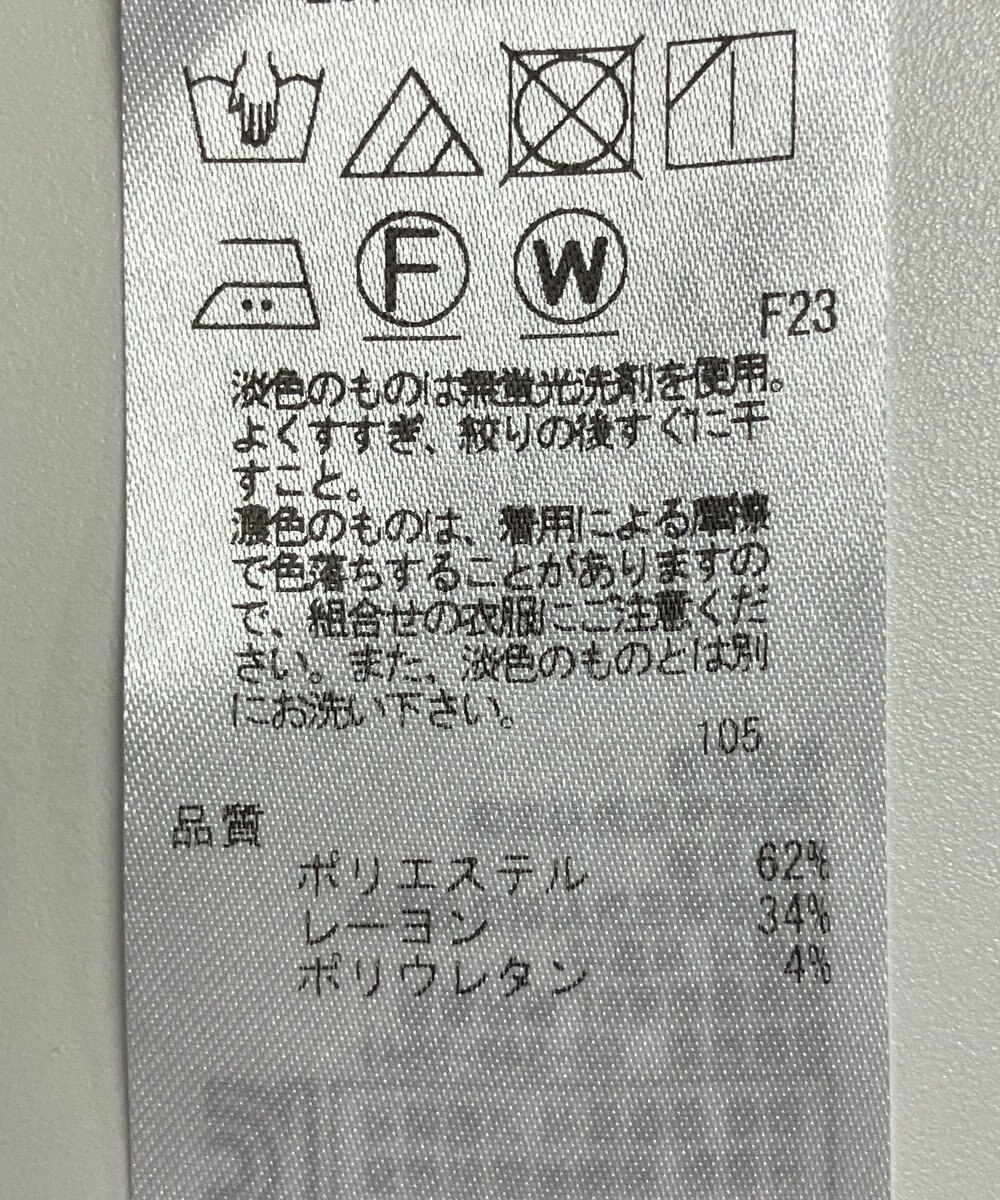 F
W
F23
淡色のものは無蛍光洗剤を使用。
よくすすぎ、絞りの後すぐに干
すこと。
濃色のものは、着用による摩擦
で色落ちすることがありますの
で、組合せの衣服にご注意くだ
さい。また、淡色のものとは別
にお洗い下さい。
105
品質
ポリエステル 62%
レーヨン 34%
ポリウレタン 4%